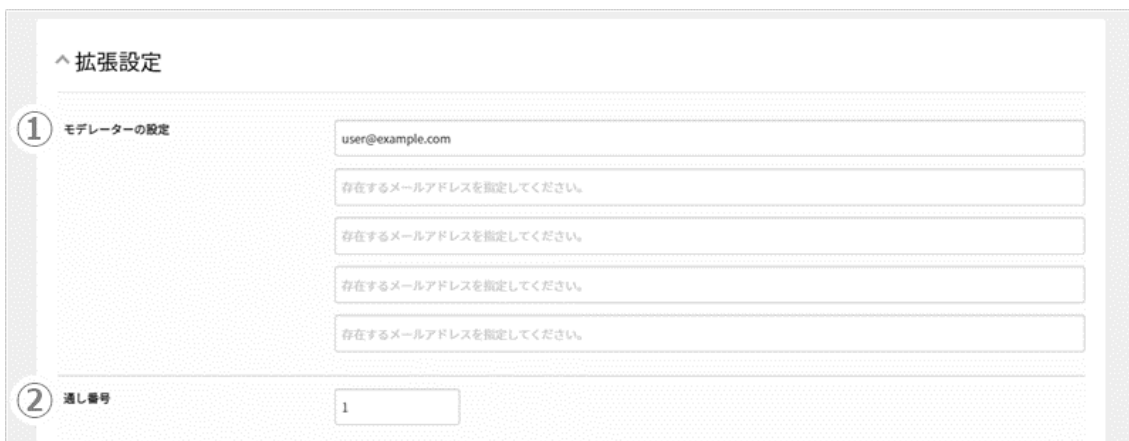 拡張設定
① モデレーターの設定
user@example.com
存在するメールアドレスを指定してください。
存在するメールアドレスを指定してください。
存在するメールアドレスを指定してください。
存在するメールアドレスを指定してください。
② 通し番号
1